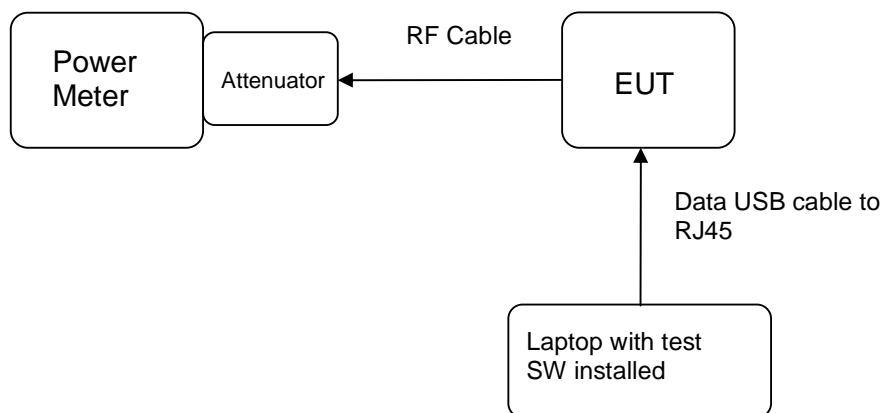 RF Cable
Power
Meter
Attenuator
EUT
Data USB cable to
RJ45
Laptop with test
SW installed